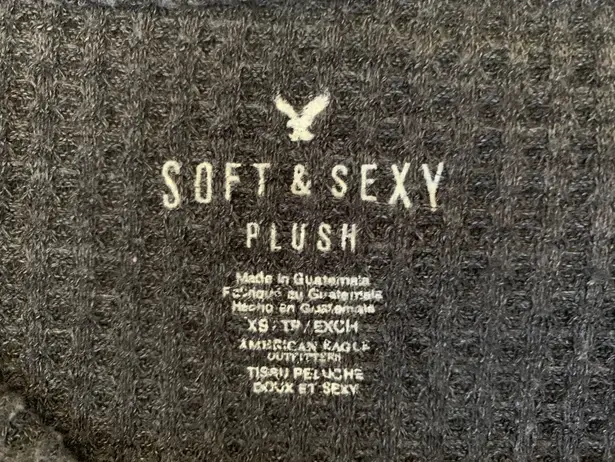 SOFT & SEXY
PLUSH
Made in Guatemala
Fabriqué au Guatemala
Hecho en Guatemala
XS / TP / EXCH
AMERICAN EAGLE
OUTFITTERS
TISSU PELUCHE
DOUX ET SEXY